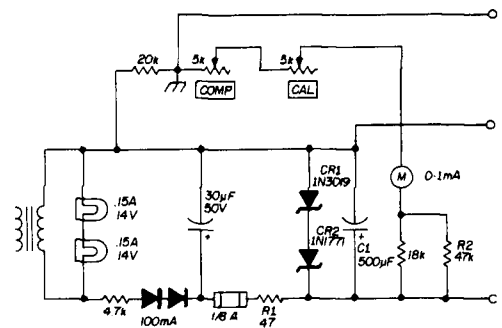 20k
5k
COMP
5k
CAL
.15A
14V
.15A
14V
30µF
50V
CR1
1N3019
CR2
1N1771
C1
500µF
M
0-1mA
18k
R2
47k
4.7k
100mA
1/8 A
R1
47